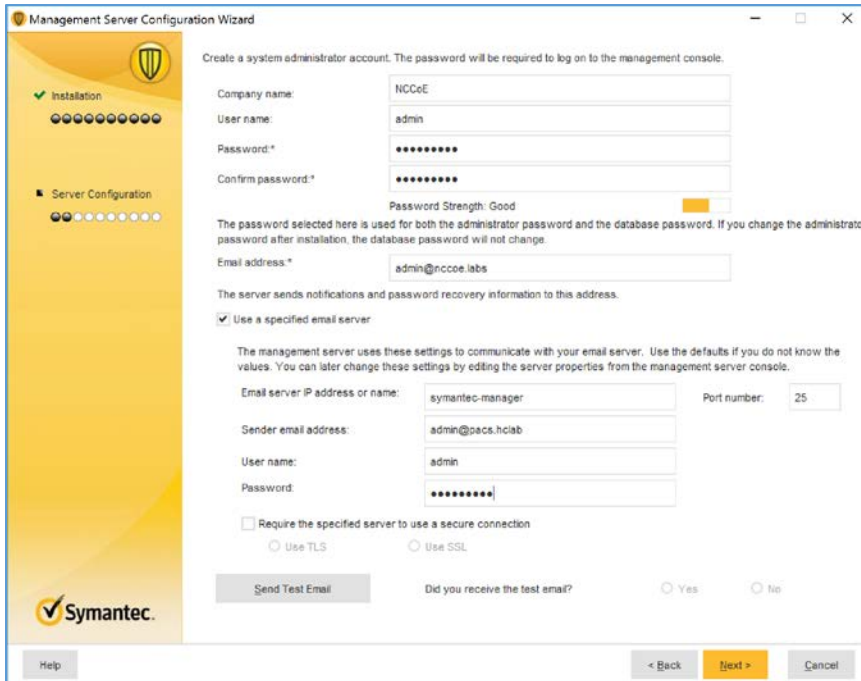 Management Server Configuration Wizard
Create a system administrator account. The password will be required to log on to the management console.
Installation
Server Configuration
Company name: NCCoE
User name: admin
Password:* •••••••••
Confirm password:* •••••••••
Password Strength: Good
The password selected here is used for both the administrator password and the database password. If you change the administrato
password after installation, the database password will not change.
Email address:* admin@nccoe.labs
The server sends notifications and password recovery information to this address.
Use a specified email server
The management server uses these settings to communicate with your email server. Use the defaults if you do not know the
values. You can later change these settings by editing the server properties from the management server console.
Email server IP address or name: symantec-manager Port number: 25
Sender email address: admin@pacs.hclab
User name: admin
Password: •••••••••
Require the specified server to use a secure connection
Use TLS Use SSL
Send Test Email Did you receive the test email? Yes No
Symantec.
Help < Back Next > Cancel